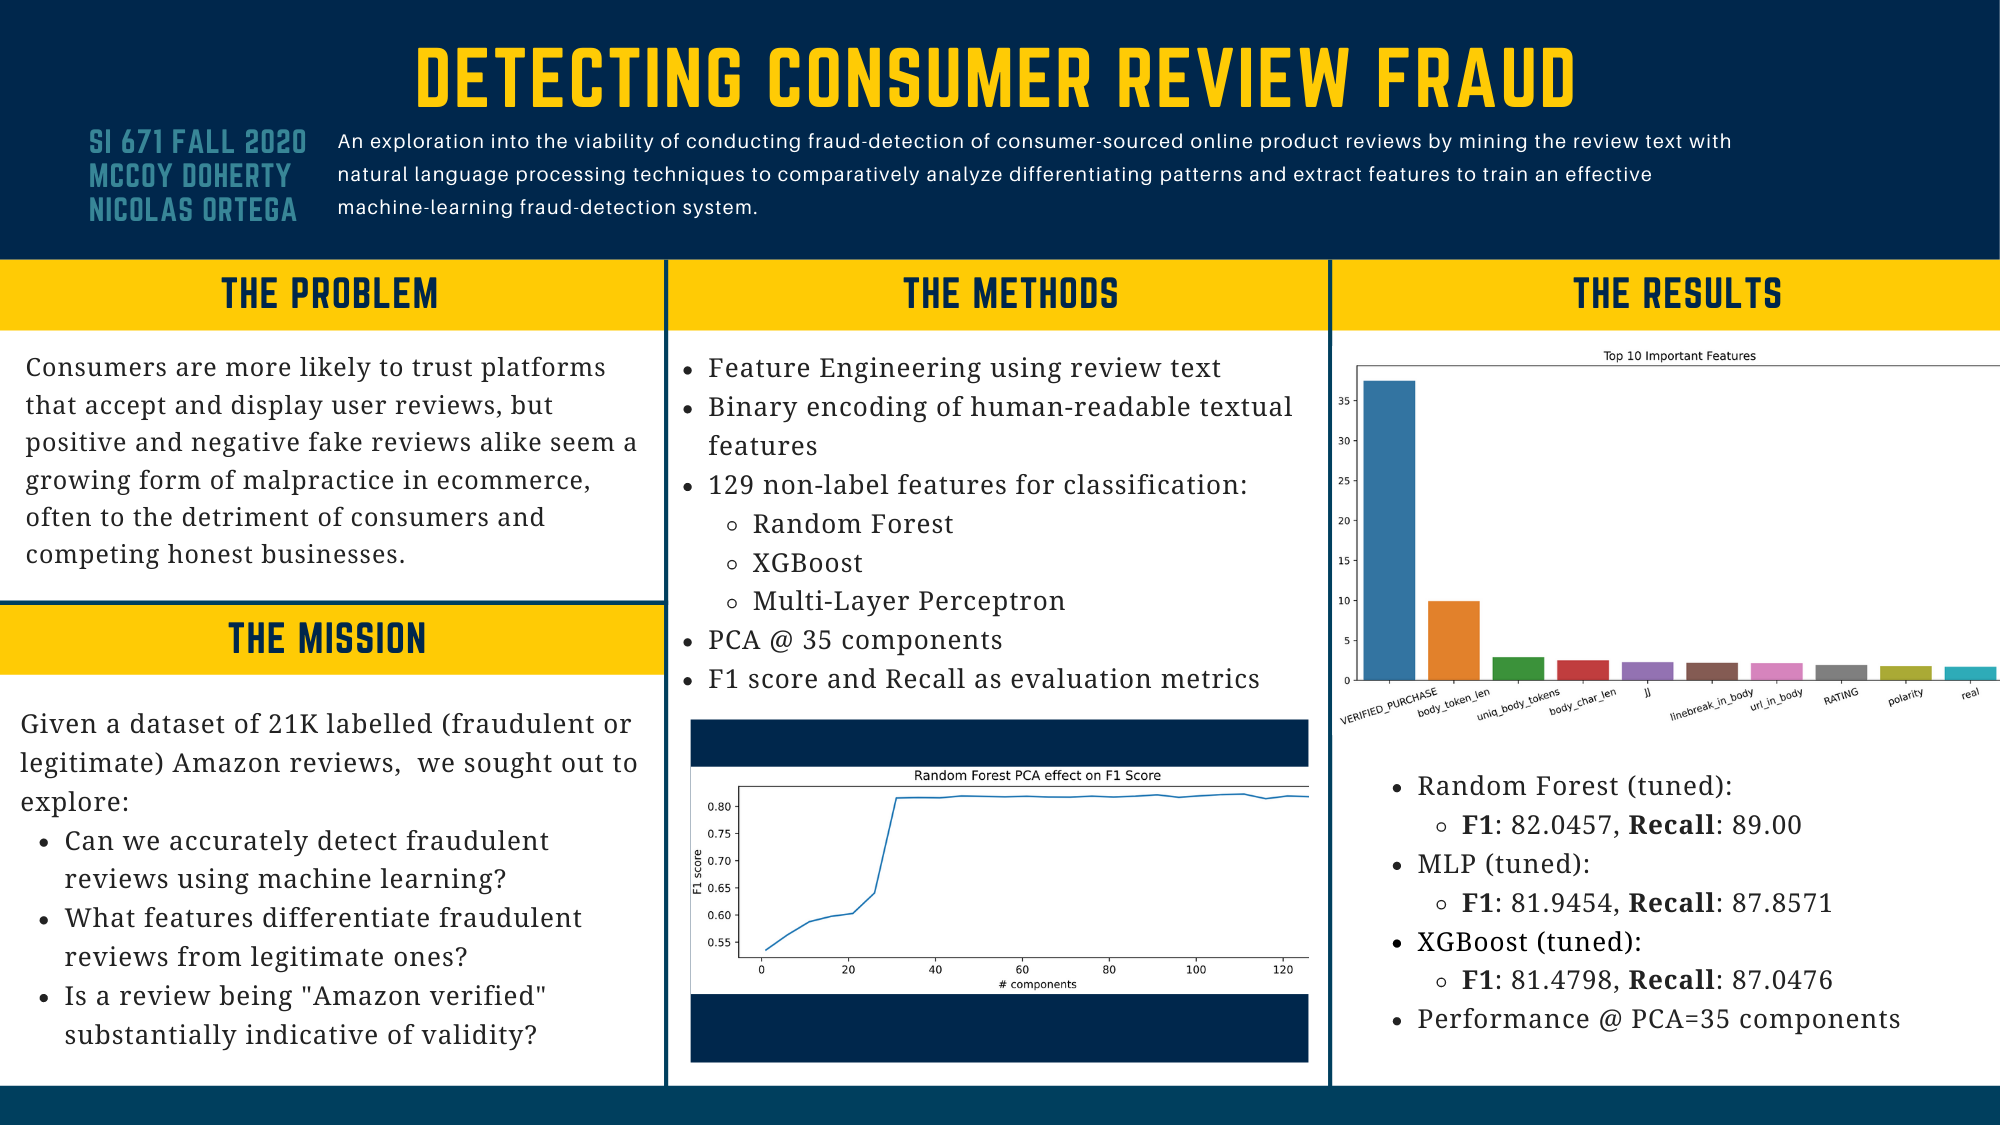 DETECTING CONSUMER REVIEW FRAUD
SI 671 FALL 2020
MCCOY DOHERTY
NICOLAS ORTEGA
An exploration into the viability of conducting fraud-detection of consumer-sourced online product reviews by mining the review text with
natural language processing techniques to comparatively analyze differentiating patterns and extract features to train an effective
machine-learning fraud-detection system.
THE PROBLEM
Consumers are more likely to trust platforms
that accept and display user reviews, but
positive and negative fake reviews alike seem a
growing form of malpractice in ecommerce,
often to the detriment of consumers and
competing honest businesses.
THE MISSION
Given a dataset of 21K labelled (fraudulent or
legitimate) Amazon reviews,  we sought out to
explore:
• Can we accurately detect fraudulent
reviews using machine learning?
• What features differentiate fraudulent
reviews from legitimate ones?
• Is a review being "Amazon verified"
substantially indicative of validity?
THE METHODS
• Feature Engineering using review text
• Binary encoding of human-readable textual
features
• 129 non-label features for classification:
◦ Random Forest
◦ XGBoost
◦ Multi-Layer Perceptron
• PCA @ 35 components
• F1 score and Recall as evaluation metrics
Random Forest PCA effect on F1 Score
F1 score
0.80
0.75
0.70
0.65
0.60
0.55
0 20 40 60 80 100 120
# components
THE RESULTS
Top 10 Important Features
35
30
25
20
15
10
5
0
VERIFIED_PURCHASE body_token_len uniq_body_tokens body_char_len JJ linebreak_in_body url_in_body RATING polarity real
• Random Forest (tuned):
◦ F1: 82.0457, Recall: 89.00
• MLP (tuned):
◦ F1: 81.9454, Recall: 87.8571
• XGBoost (tuned):
◦ F1: 81.4798, Recall: 87.0476
• Performance @ PCA=35 components